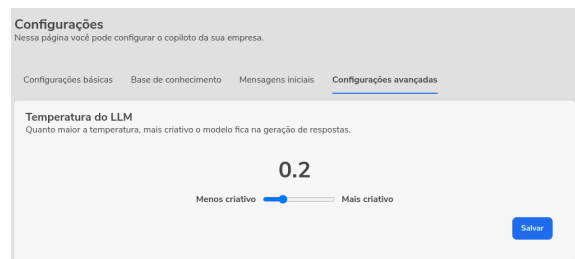 Configurações
Nessa página você pode configurar o copiloto da sua empresa.
Configurações básicas Base de conhecimento Mensagens iniciais Configurações avançadas
Temperatura do LLM
Quanto maior a temperatura, mais criativo o modelo fica na geração de respostas.
0.2
Menos criativo Mais criativo
Salvar